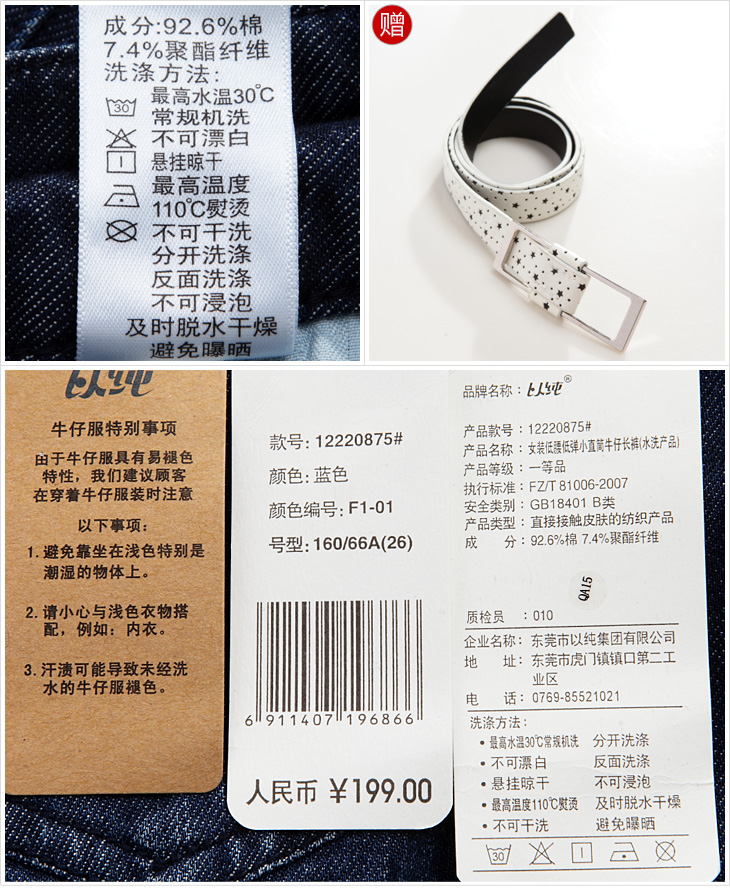 成分:92.6%棉
7.4%聚酯纤维
洗涤方法:
30
最高水温30℃
常规机洗
不可漂白
悬挂晾干
最高温度
110℃熨烫
不可干洗
分开洗涤
反面洗涤
不可浸泡
及时脱水干燥
避免曝晒
赠
以纯
牛仔服特别事项
由于牛仔服具有易褪色
特性，我们建议顾客
在穿着牛仔服装时注意
以下事项：
1. 避免靠坐在浅色特别是
潮湿的物体上。
2. 请小心与浅色衣物搭
配，例如：内衣。
3. 汗渍可能导致未经洗
水的牛仔服褪色。
款号: 12220875#
颜色: 蓝色
颜色编号: F1-01
号型: 160/66A(26)
6 911407 196866
人民币 ¥199.00
品牌名称: 以纯®
产品款号: 12220875#
产品名称: 女装低腰低弹小直筒牛仔长裤(水洗产品)
产品等级: 一等品
执行标准: FZ/T 81006-2007
安全类别: GB18401 B类
产品类型: 直接接触皮肤的纺织产品
成 分: 92.6%棉 7.4%聚酯纤维
QA15
质检员 : 010
企业名称: 东莞市以纯集团有限公司
地 址: 东莞市虎门镇镇口第二工
业区
电 话: 0769-85521021
洗涤方法:
•最高水温30℃常规机洗 分开洗涤
•不可漂白 反面洗涤
•悬挂晾干 不可浸泡
•最高温度110℃熨烫 及时脱水干燥
•不可干洗 避免曝晒
30